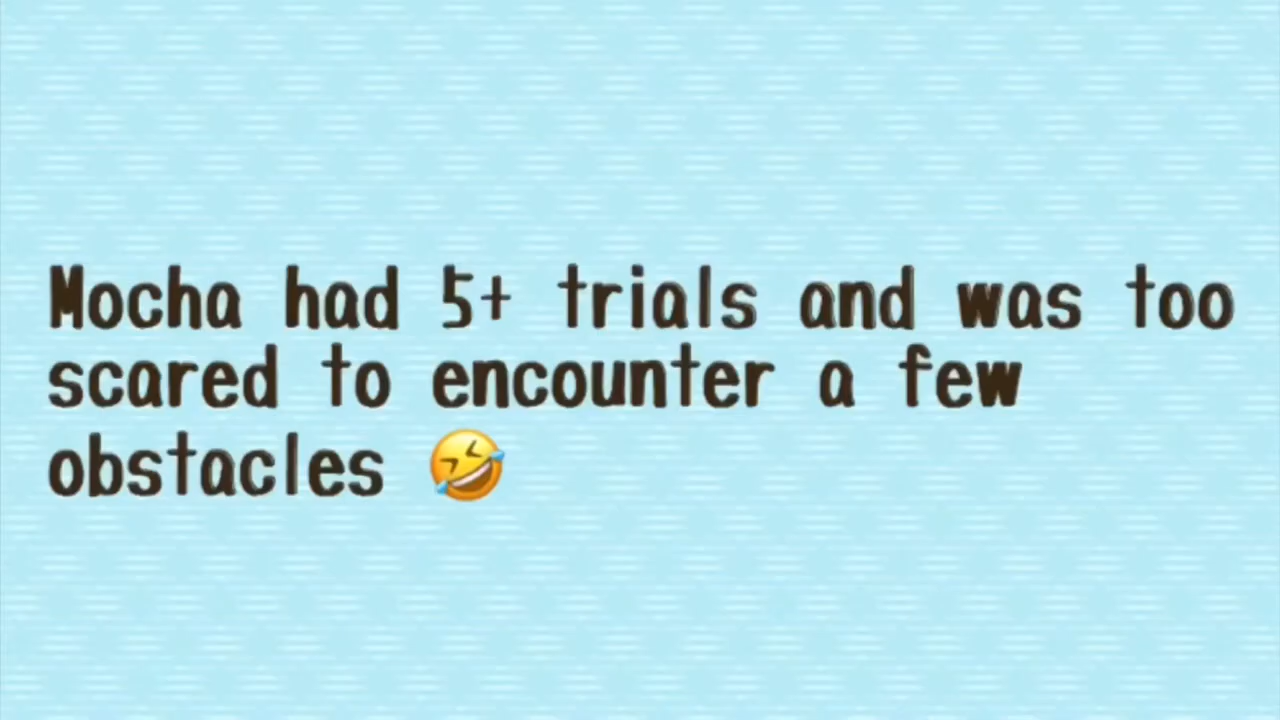 Mocha had 5+ trials and was too
scared to encounter a few
obstacles 🤣